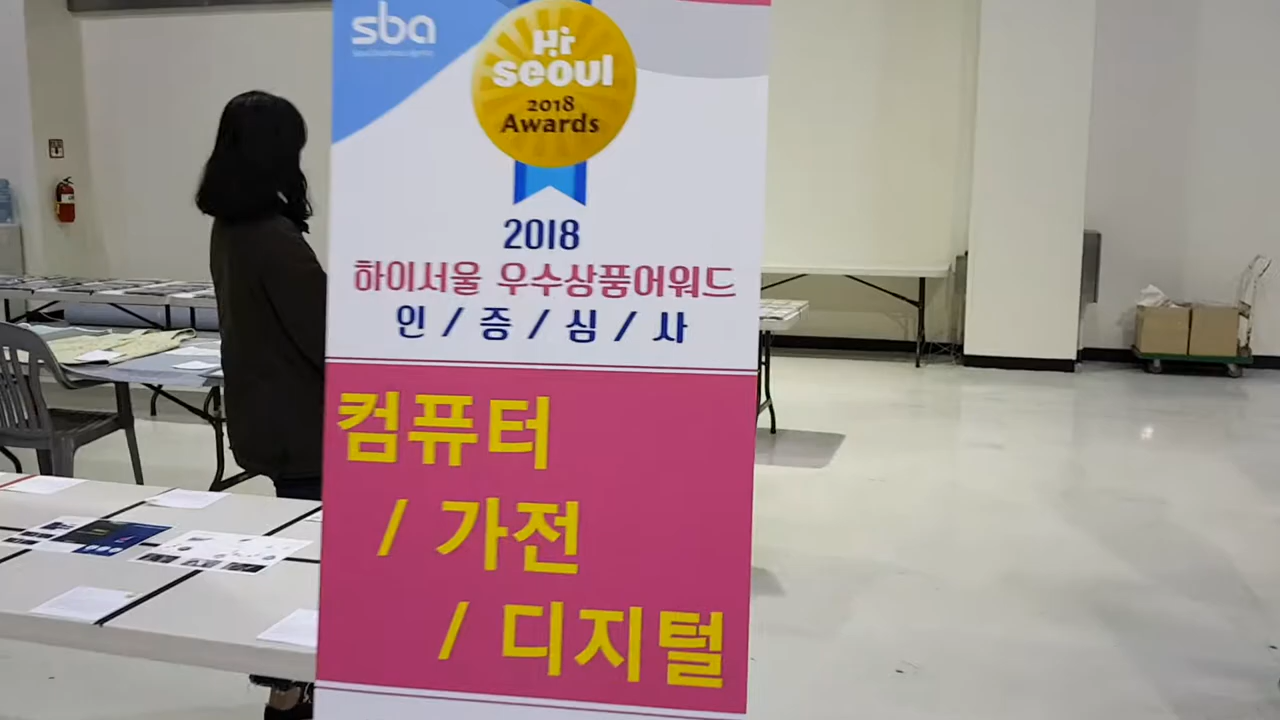 sba
Hi
seoul
2018
Awards
2018
하이서울 우수상품어워드
인 / 증 / 심 / 사
컴퓨터
/ 가전
/ 디지털